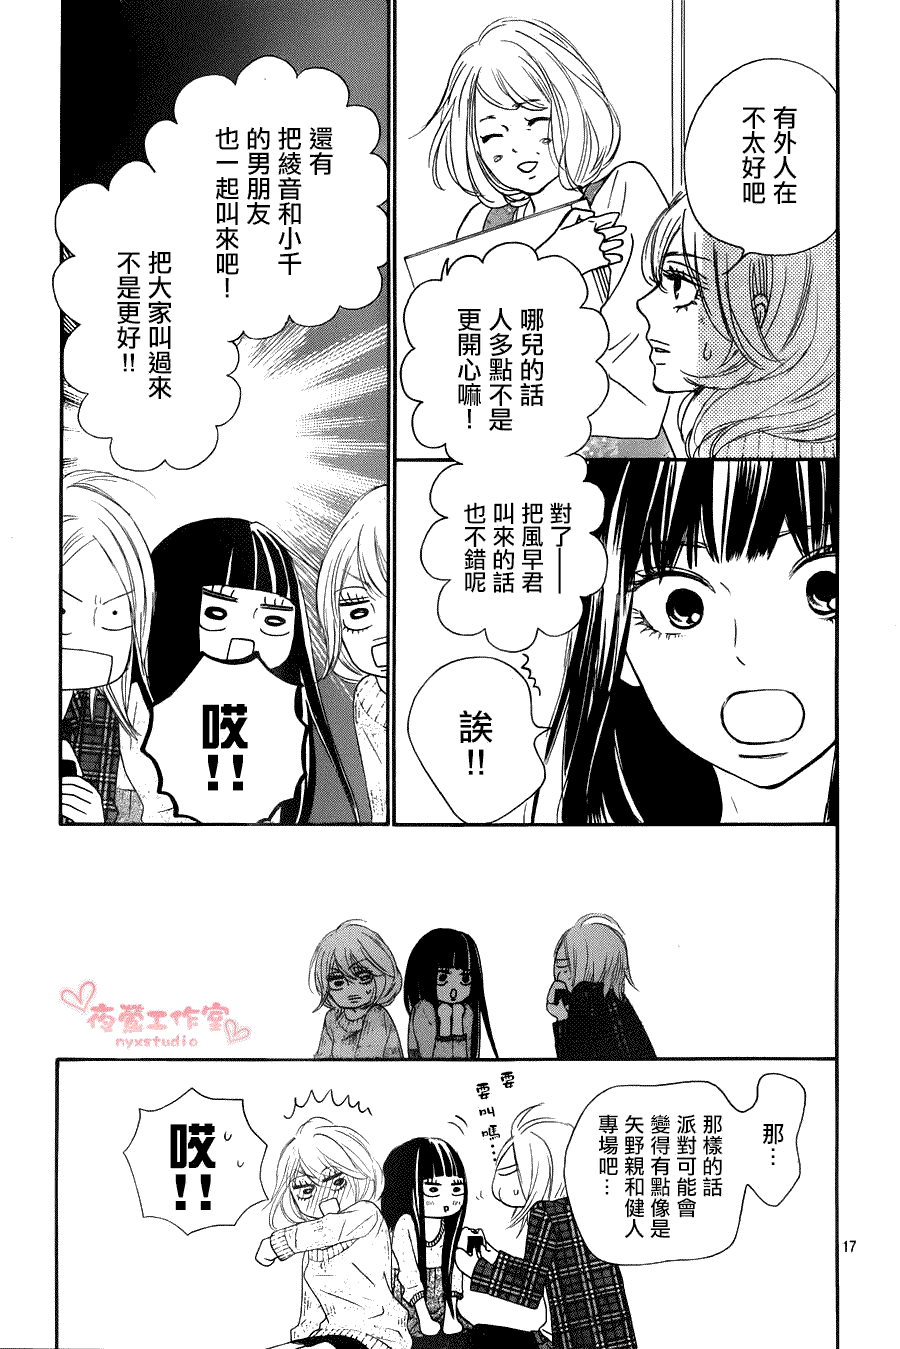 有外人在
不太好吧
哪兒的話
人多點不是
更開心嘛！
對了——
把風早君
叫來的話
也不錯呢
誒!!
還有
把綾音和小千
的男朋友
也一起叫來吧！
把大家叫過來
不是更好!!
哎!!
夜鶯工作室
nyxstudio
那…
那樣的話
派對可能會
變得有點像是
矢野親和健人
專場吧…
要
要叫嗎…
哎!!
17